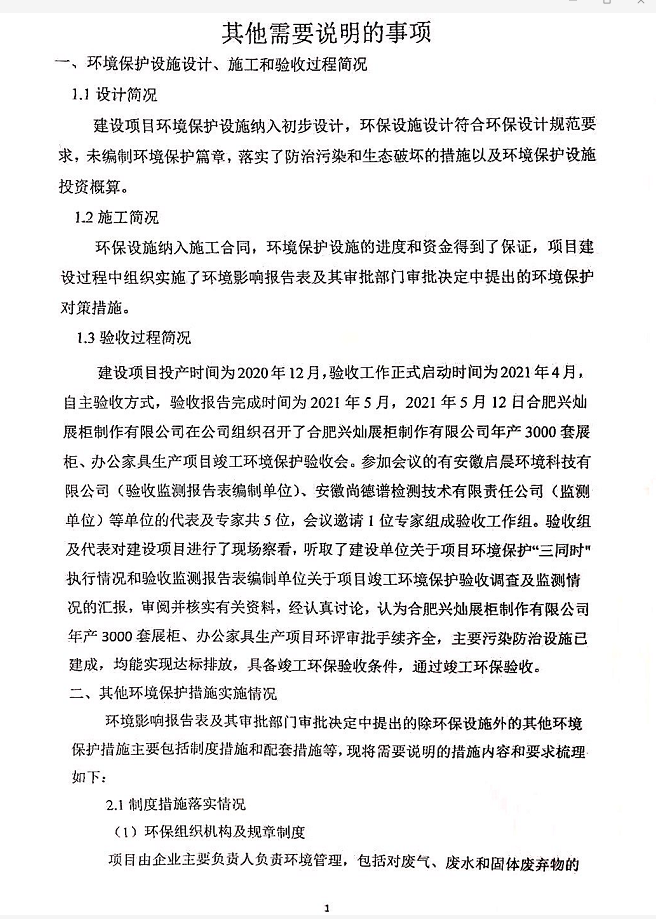 其他需要说明的事项
一、环境保护设施设计、施工和验收过程简况
1.1 设计简况
建设项目环境保护设施纳入初步设计，环保设施设计符合环保设计规范要
求，未编制环境保护篇章，落实了防治污染和生态破坏的措施以及环境保护设施
投资概算。
1.2 施工简况
环保设施纳入施工合同，环境保护设施的进度和资金得到了保证，项目建
设过程中组织实施了环境影响报告表及其审批部门审批决定中提出的环境保护
对策措施。
1.3 验收过程简况
建设项目投产时间为2020年12月,验收工作正式启动时间为2021年4月，
自主验收方式，验收报告完成时间为2021年5月，2021年5月12日合肥兴灿
展柜制作有限公司在公司组织召开了合肥兴灿展柜制作有限公司年产3000套展
柜、办公家具生产项目竣工环境保护验收会。参加会议的有安徽启晨环境科技有
限公司（验收监测报告表编制单位）、安徽尚德谱检测技术有限责任公司（监测
单位）等单位的代表及专家共5位，会议邀请1位专家组成验收工作组。验收组
及代表对建设项目进行了现场察看，听取了建设单位关于项目环境保护“三同时"
执行情况和验收监测报告表编制单位关于项目竣工环境保护验收调查及监测情
况的汇报，审阅并核实有关资料，经认真讨论，认为合肥兴灿展柜制作有限公司
年产3000套展柜、办公家具生产项目环评审批手续齐全，主要污染防治设施已
建成，均能实现达标排放，具备竣工环保验收条件，通过竣工环保验收。
二、其他环境保护措施实施情况
环境影响报告表及其审批部门审批决定中提出的除环保设施外的其他环境
保护措施主要包括制度措施和配套措施等，现将需要说明的措施内容和要求梳理
如下：
2.1 制度措施落实情况
（1）环保组织机构及规章制度
项目由企业主要负责人负责环境管理，包括对废气、废水和固体废弃物的
1